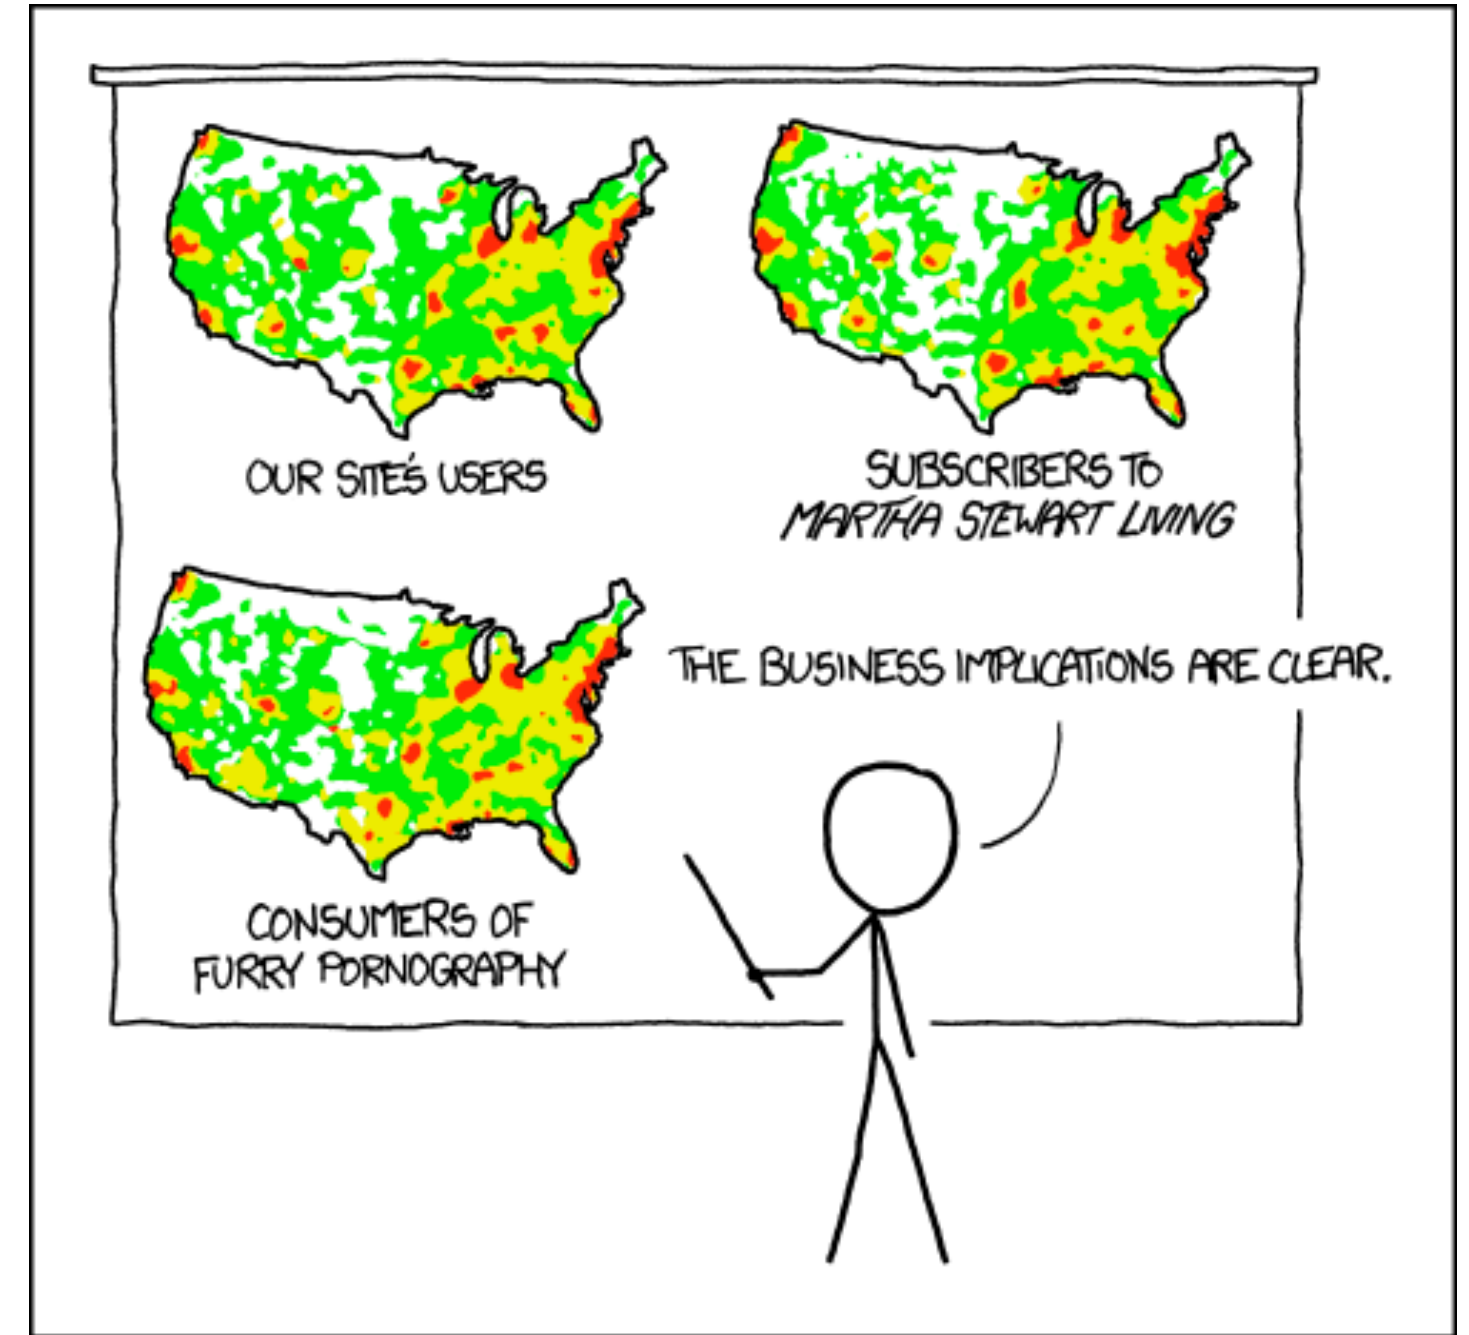 OUR SITE'S USERS
SUBSCRIBERS TO
MARTHA STEWART LIVING
CONSUMERS OF
FURRY PORNOGRAPHY
THE BUSINESS IMPLICATIONS ARE CLEAR.